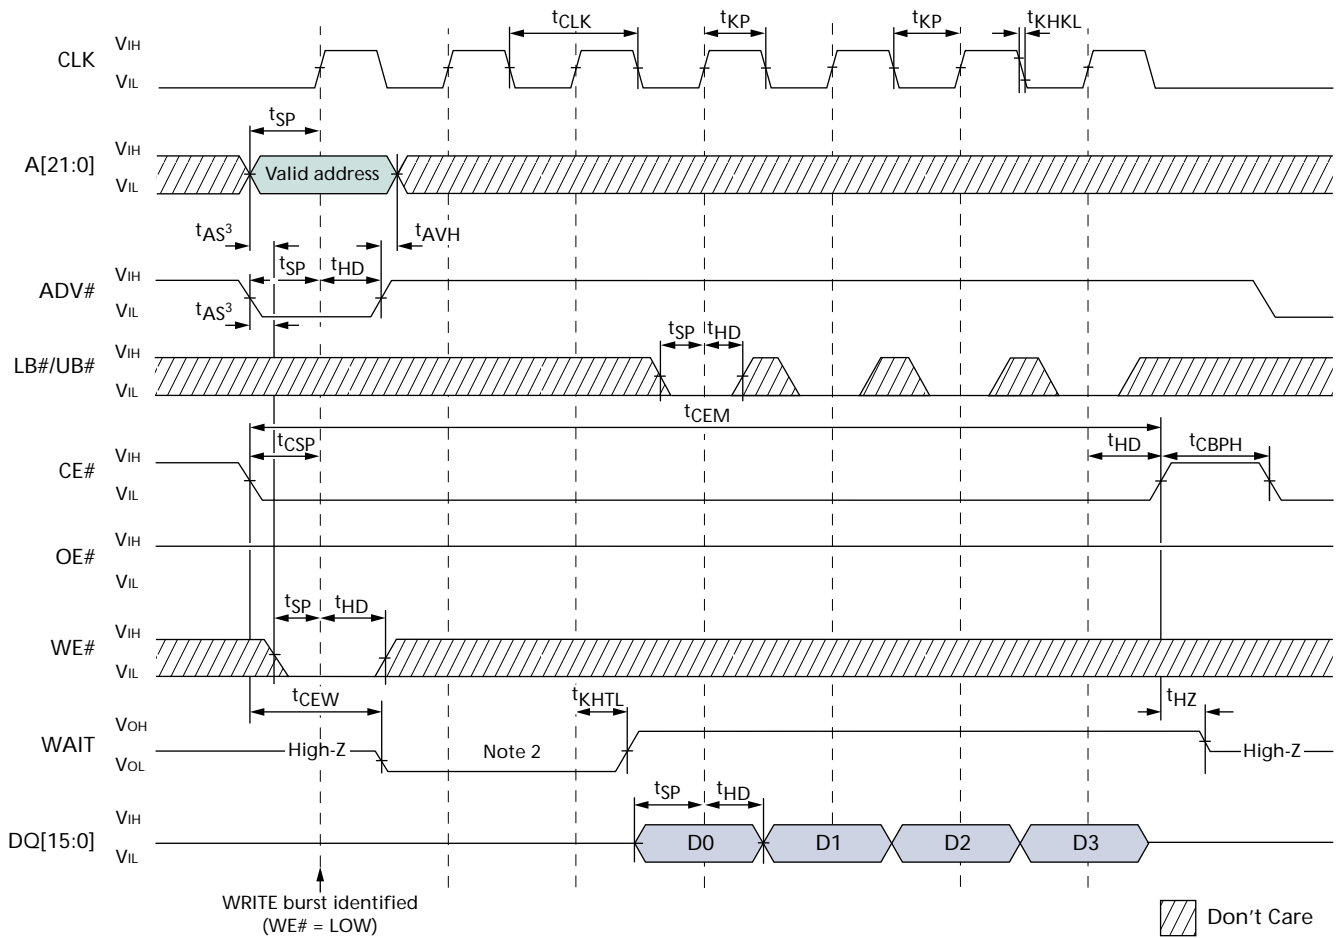 tCLK tKP tKP tKHKL
CLK VIH
VIL
tSP
A[21:0] VIH
VIL
Valid address
tAS3 tAVH
tSP tHD
ADV# VIH
VIL
tAS3
tSP tHD
LB#/UB# VIH
VIL
tCEM
tCSP tHD tCBPH
CE# VIH
VIL
OE# VIH
VIL
tSP tHD
WE# VIH
VIL
tCEW tKHTL tHZ
WAIT VOH
VOL
High-Z Note 2 High-Z
tSP tHD
DQ[15:0] VIH
VIL
D0 D1 D2 D3
WRITE burst identified
(WE# = LOW)
Don't Care